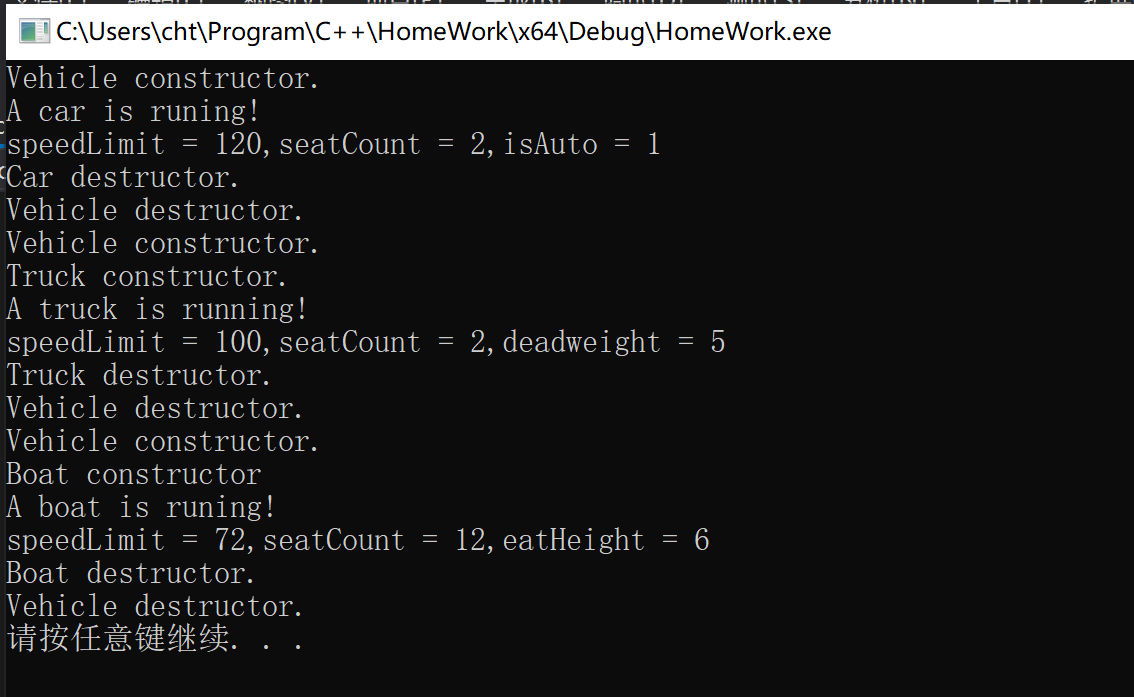 C:\Users\cht\Program\C++\HomeWork\x64\Debug\HomeWork.exe
Vehicle constructor.
A car is runing!
speedLimit = 120,seatCount = 2,isAuto = 1
Car destructor.
Vehicle destructor.
Vehicle constructor.
Truck constructor.
A truck is running!
speedLimit = 100,seatCount = 2,deadweight = 5
Truck destructor.
Vehicle destructor.
Vehicle constructor.
Boat constructor
A boat is runing!
speedLimit = 72,seatCount = 12,eatHeight = 6
Boat destructor.
Vehicle destructor.
请按任意键继续. . .